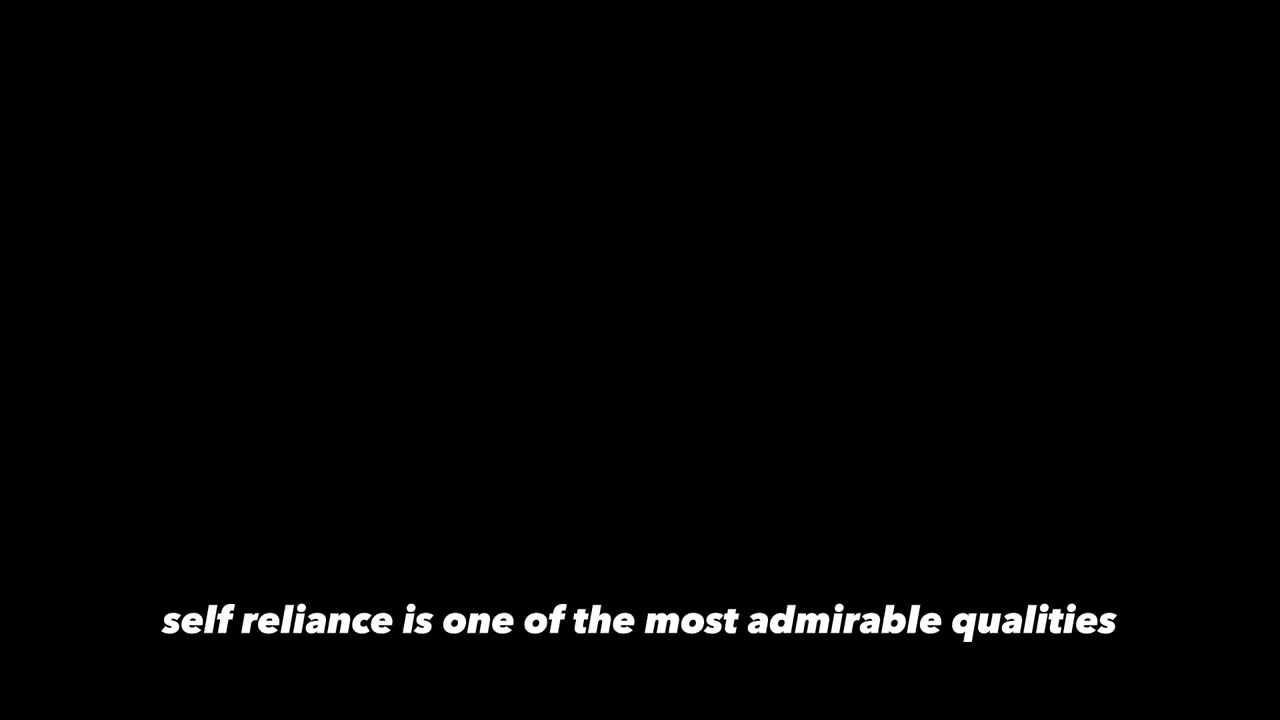 self reliance is one of the most admirable qualities